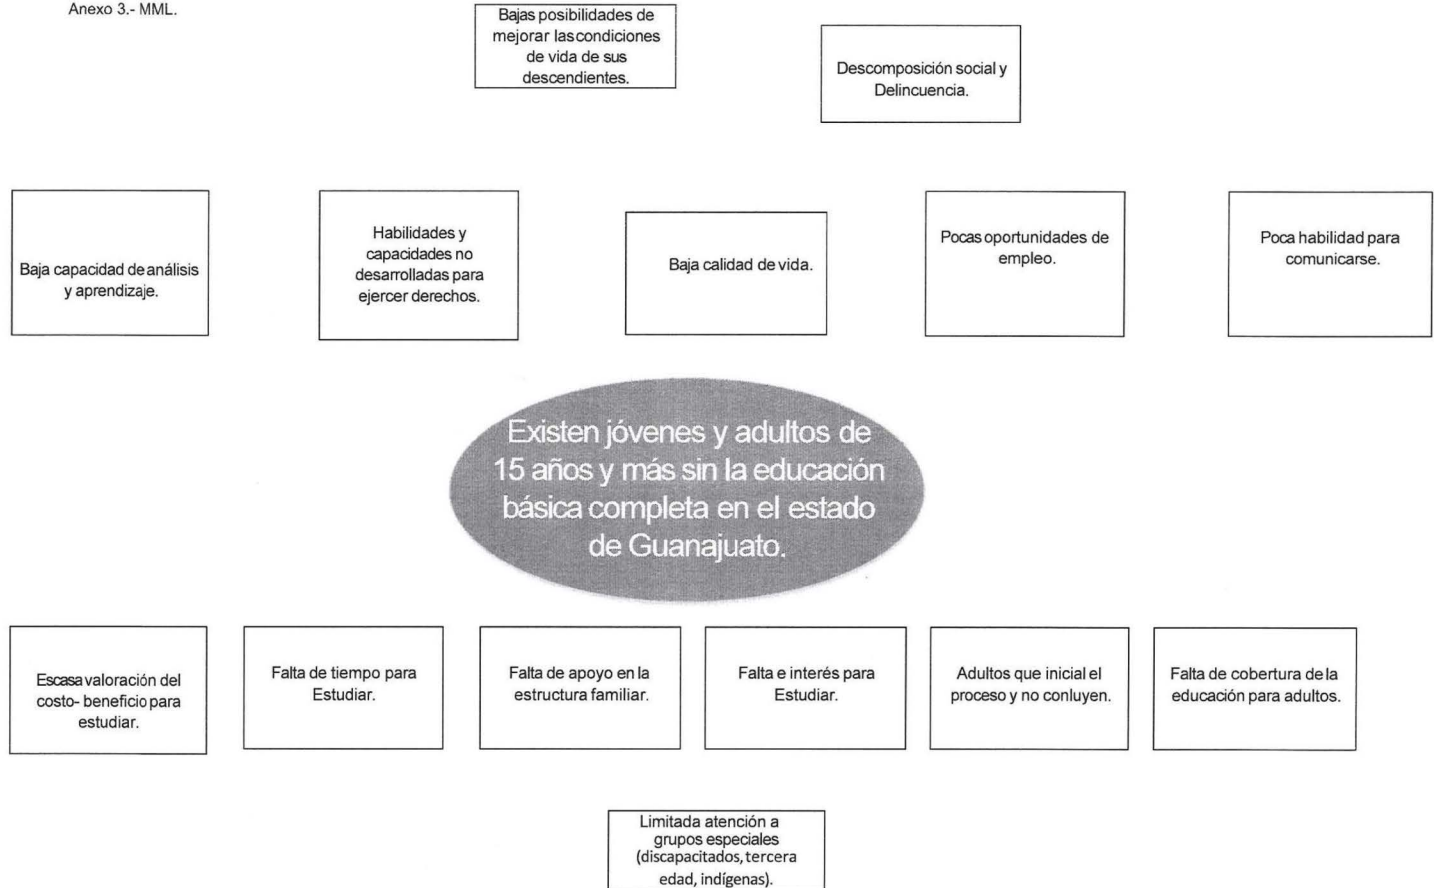 Anexo 3.- MML.
Bajas posibilidades de
mejorar las condiciones
de vida de sus
descendientes.
Descomposición social y
Delincuencia.
Baja capacidad de análisis
y aprendizaje.
Habilidades y
capacidades no
desarrolladas para
ejercer derechos.
Baja calidad de vida.
Pocas oportunidades de
empleo.
Poca habilidad para
comunicarse.
Existen jóvenes y adultos de
15 años y más sin la educación
básica completa en el estado
de Guanajuato.
Escasa valoración del
costo- beneficio para
estudiar.
Falta de tiempo para
Estudiar.
Falta de apoyo en la
estructura familiar.
Falta e interés para
Estudiar.
Adultos que inicial el
proceso y no conluyen.
Falta de cobertura de la
educación para adultos.
Limitada atención a
grupos especiales
(discapacitados, tercera
edad, indígenas).